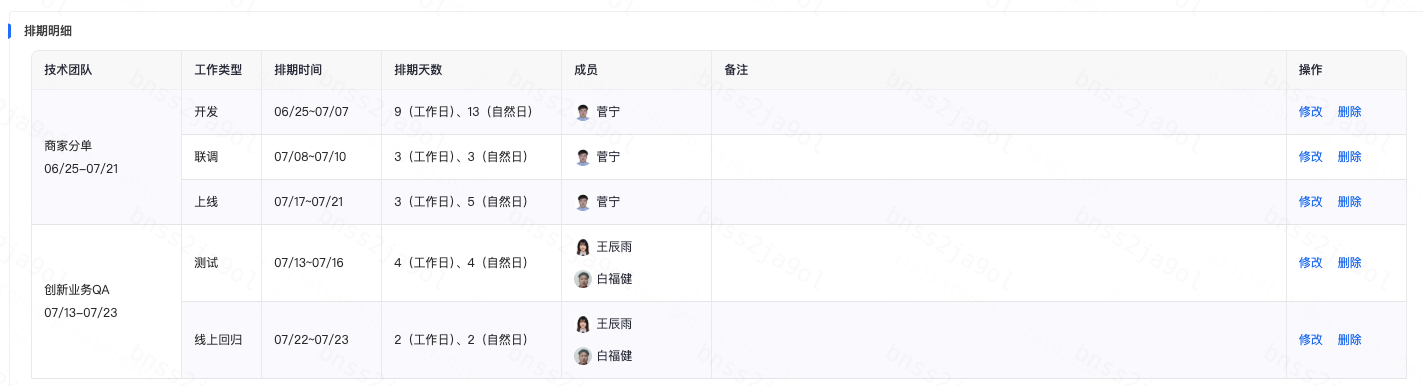 排期明细
技术团队 工作类型 排期时间 排期天数 成员 备注 操作
商家分单
06/25-07/21
开发 06/25~07/07 9（工作日）、13（自然日） 菅宁 修改 删除
联调 07/08~07/10 3（工作日）、3（自然日） 菅宁 修改 删除
上线 07/17~07/21 3（工作日）、5（自然日） 菅宁 修改 删除
创新业务QA
07/13-07/23
测试 07/13~07/16 4（工作日）、4（自然日） 王辰雨 修改 删除
白福健
线上回归 07/22~07/23 2（工作日）、2（自然日） 王辰雨 修改 删除
白福健
bnss2ja9ol